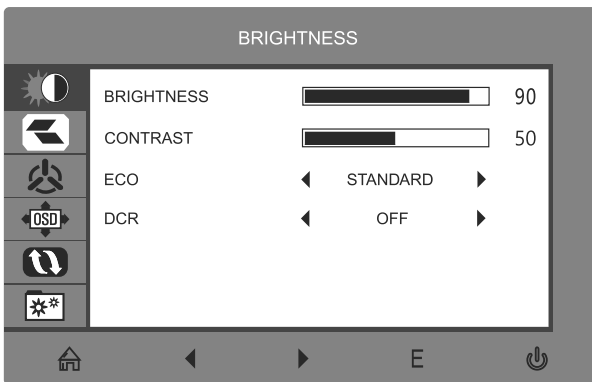 BRIGHTNESS
BRIGHTNESS 90
CONTRAST 50
ECO STANDARD
DCR OFF
OSD
E